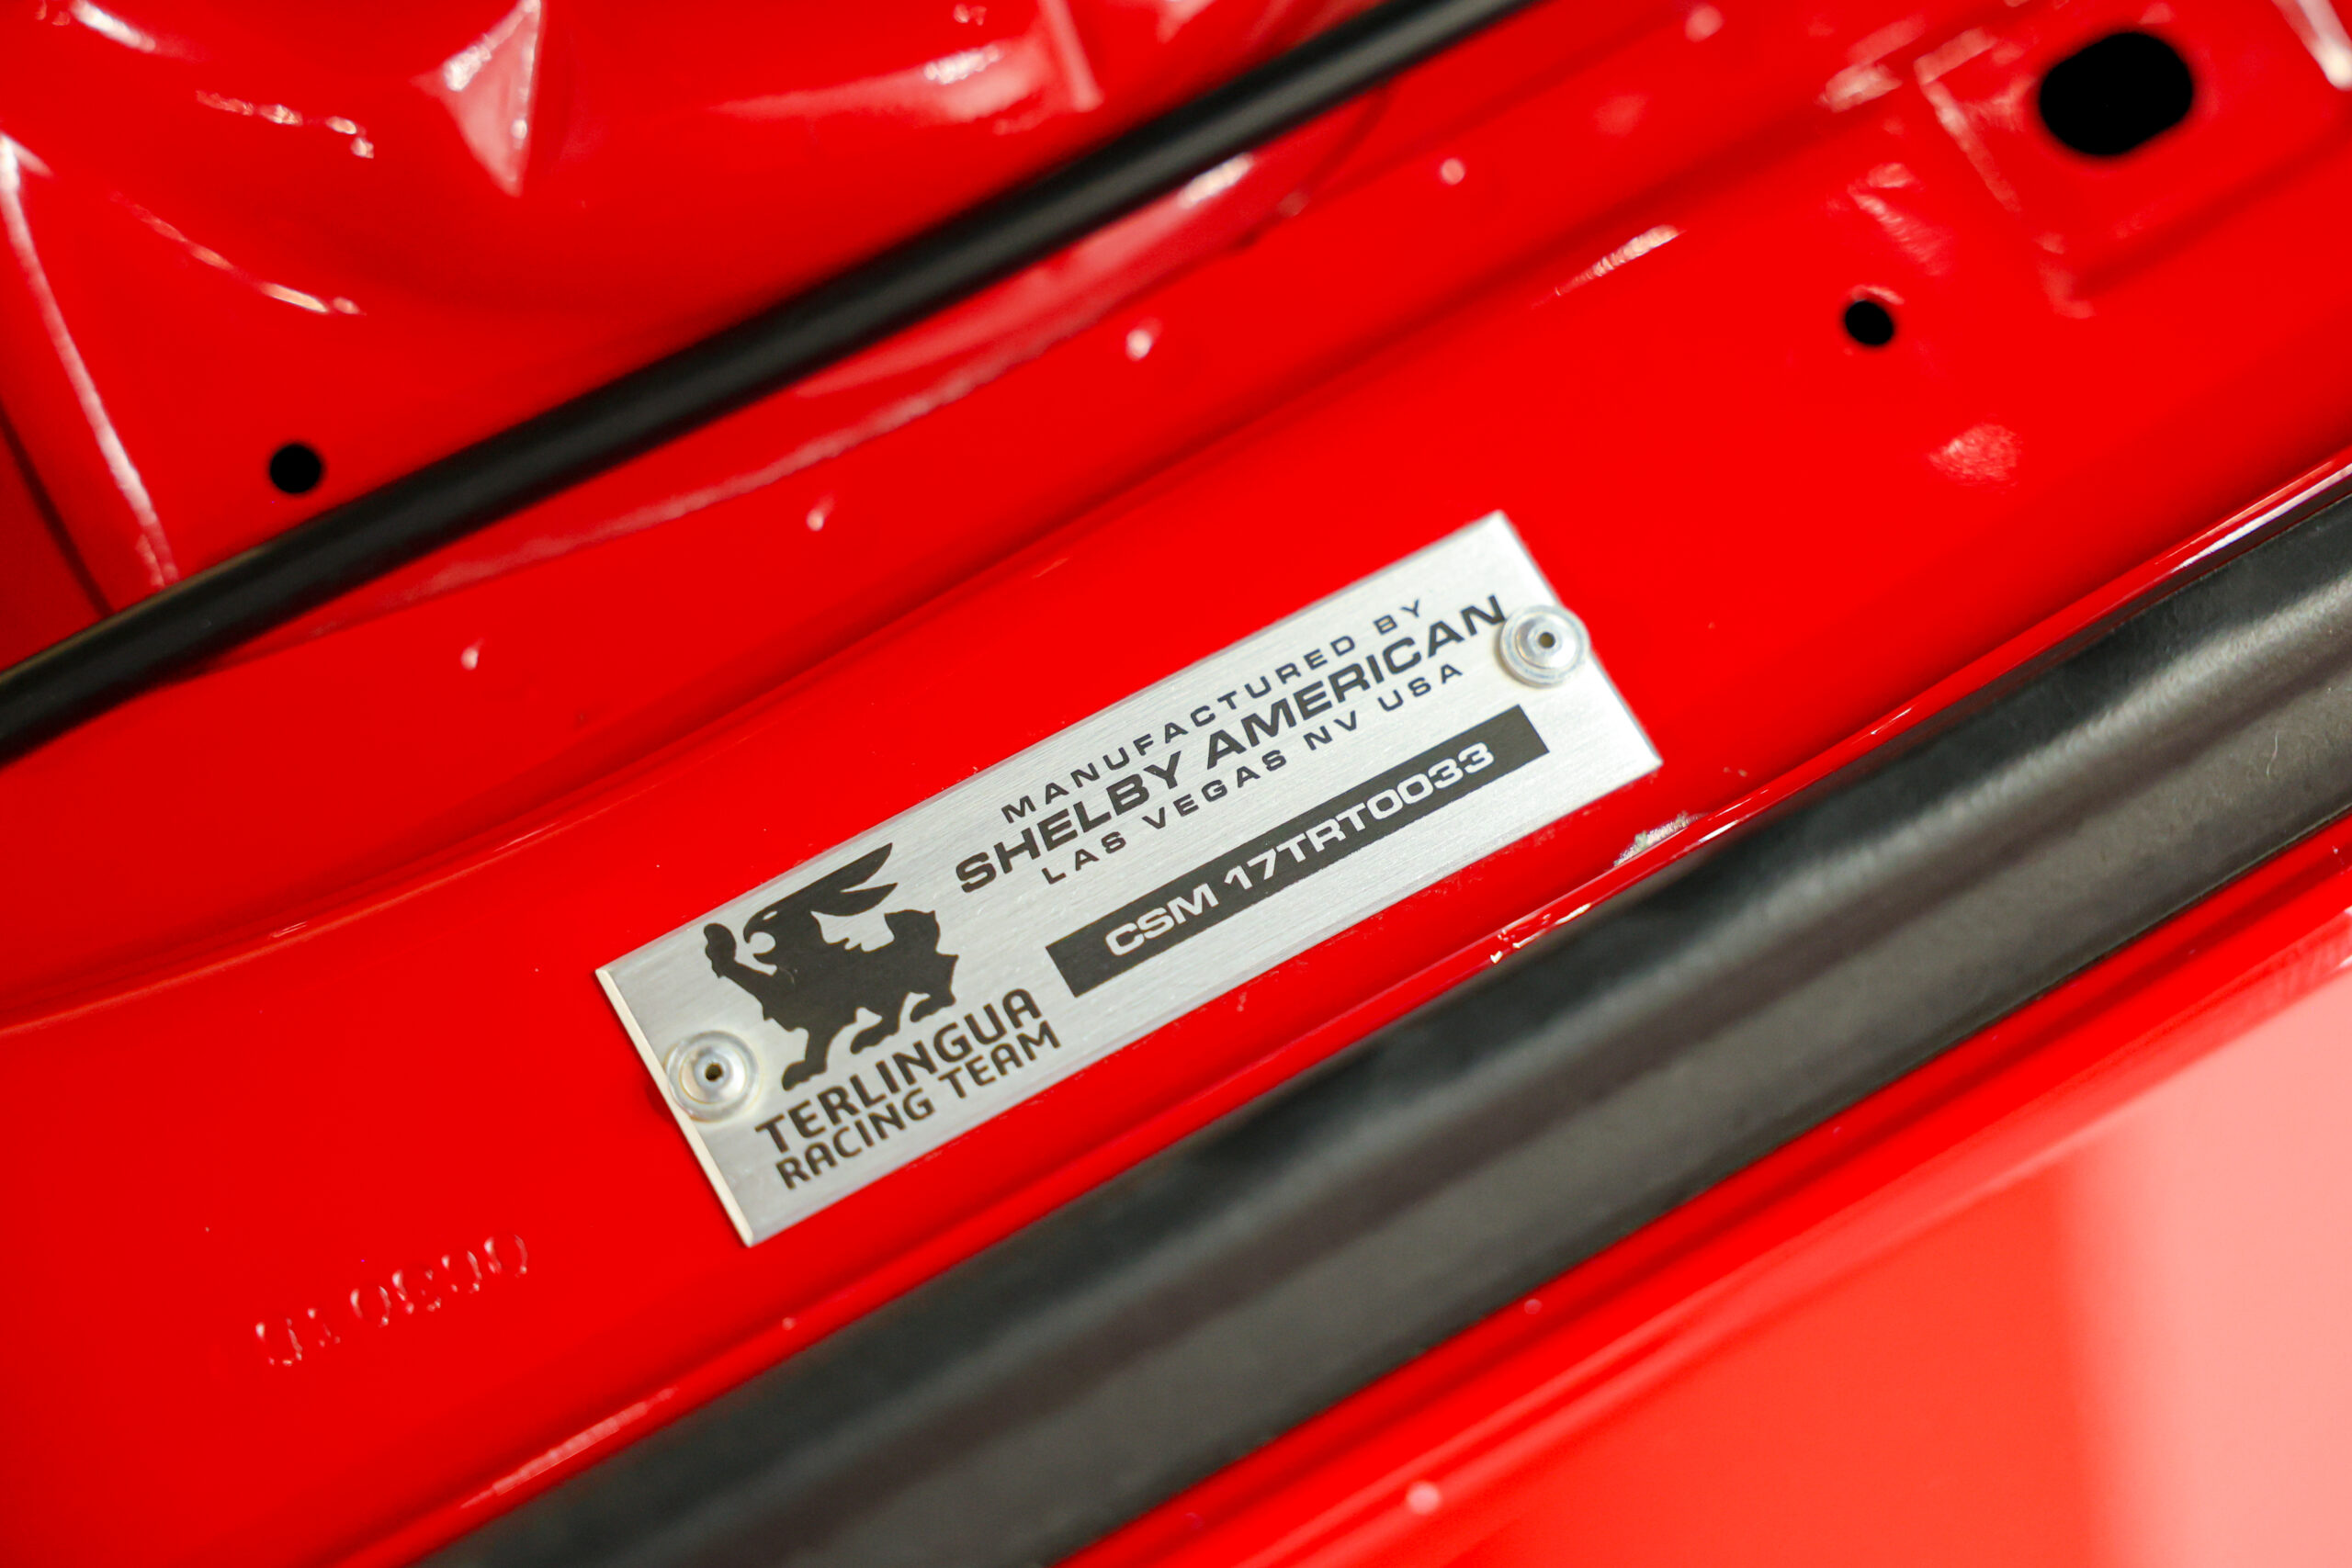 MANUFACTURED BY
SHELBY AMERICAN
LAS VEGAS NV USA
CSM 17TRT0033
TERLINGUA
RACING TEAM